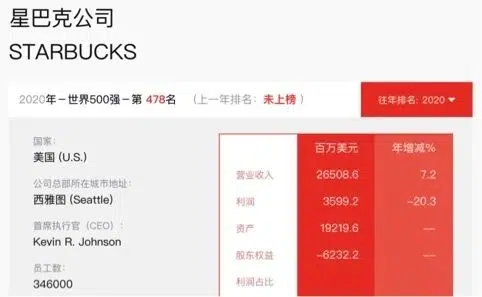 星巴克公司
STARBUCKS
2020年-世界500强-第 478名 （上一年排名：未上榜）
往年排名: 2020
国家：
美国 (U.S.)
公司总部所在城市地址：
西雅图 (Seattle)
首席执行官（CEO）：
Kevin R. Johnson
员工数：
346000
百万美元 年增减%
营业收入 26508.6 7.2
利润 3599.2 -20.3
资产 19219.6 —
股东权益 -6232.2 —
利润占比